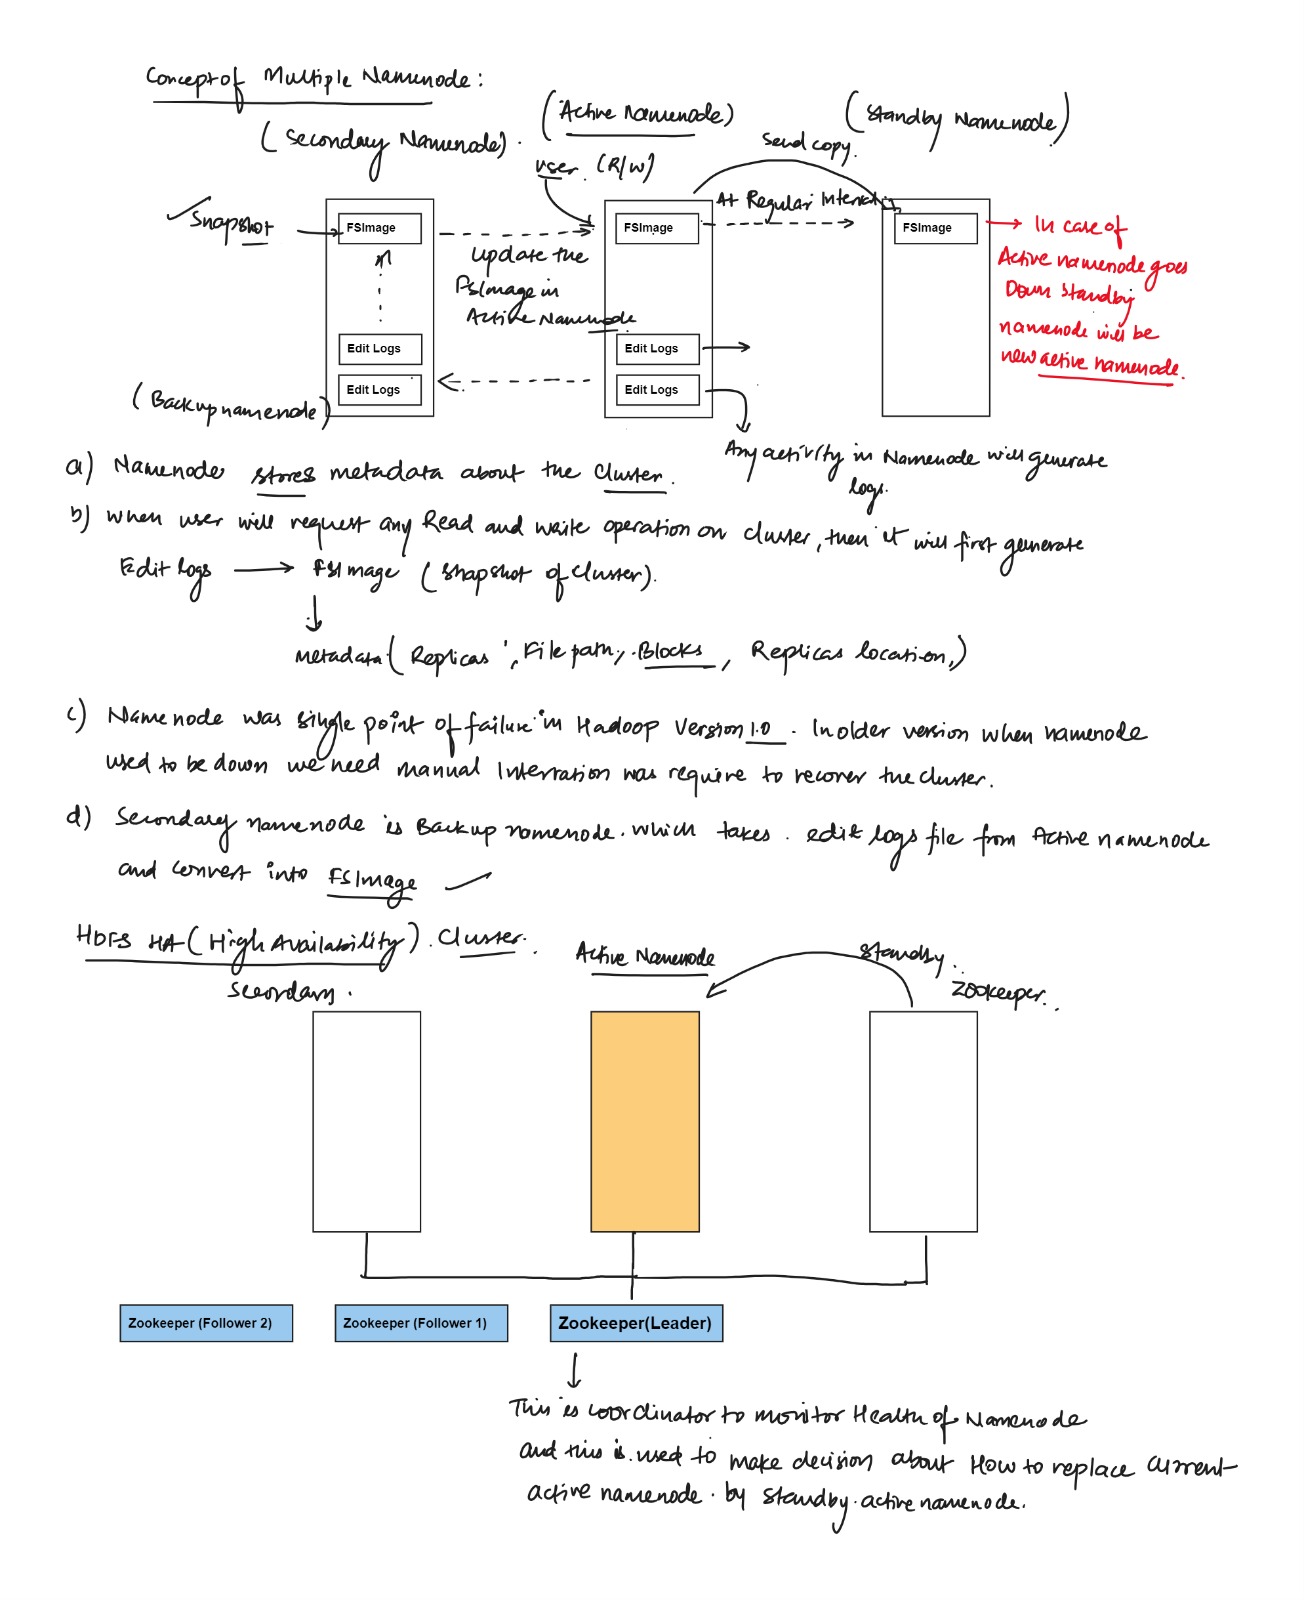 Concept of Multiple Namenode:
(Secondary Namenode).
(Active Namenode)
(Standby Namenode)
user (R/W)
Send copy.
At Regular Interval
Snapshot
FSImage
FSImage
FSImage
Update the
FsImage in
Active Namenode
In case of
Active namenode goes
Down Standby
namenode will be
new active namenode.
Edit Logs
Edit Logs
Edit Logs
Edit Logs
(Backup namenode)
Any activity in Namenode will generate
logs.
a) Namenode stores metadata about the Cluster.
b) When user will request any Read and write operation on cluster, then it will first generate
Edit logs → FSImage (Snapshot of Cluster).
Metadata (Replicas, File path, Blocks, Replicas location,)
c) Namenode was single point of failure in Hadoop Version 1.0. In older version when namenode
used to be down we need manual Interration was require to recover the cluster.
d) Secondary namenode is Backup namenode. which takes. edit logs file from Active namenode
and convert into FSImage
HDFS HA (High Availability). Cluster.
Secordary.
Active Namenode
Standby.
Zookeeper.
Zookeeper (Follower 2)
Zookeeper (Follower 1)
Zookeeper(Leader)
This is coordinator to monitor Health of Namenode
and this is used to make decision about How to replace current
active namenode. by standby. active namenode.